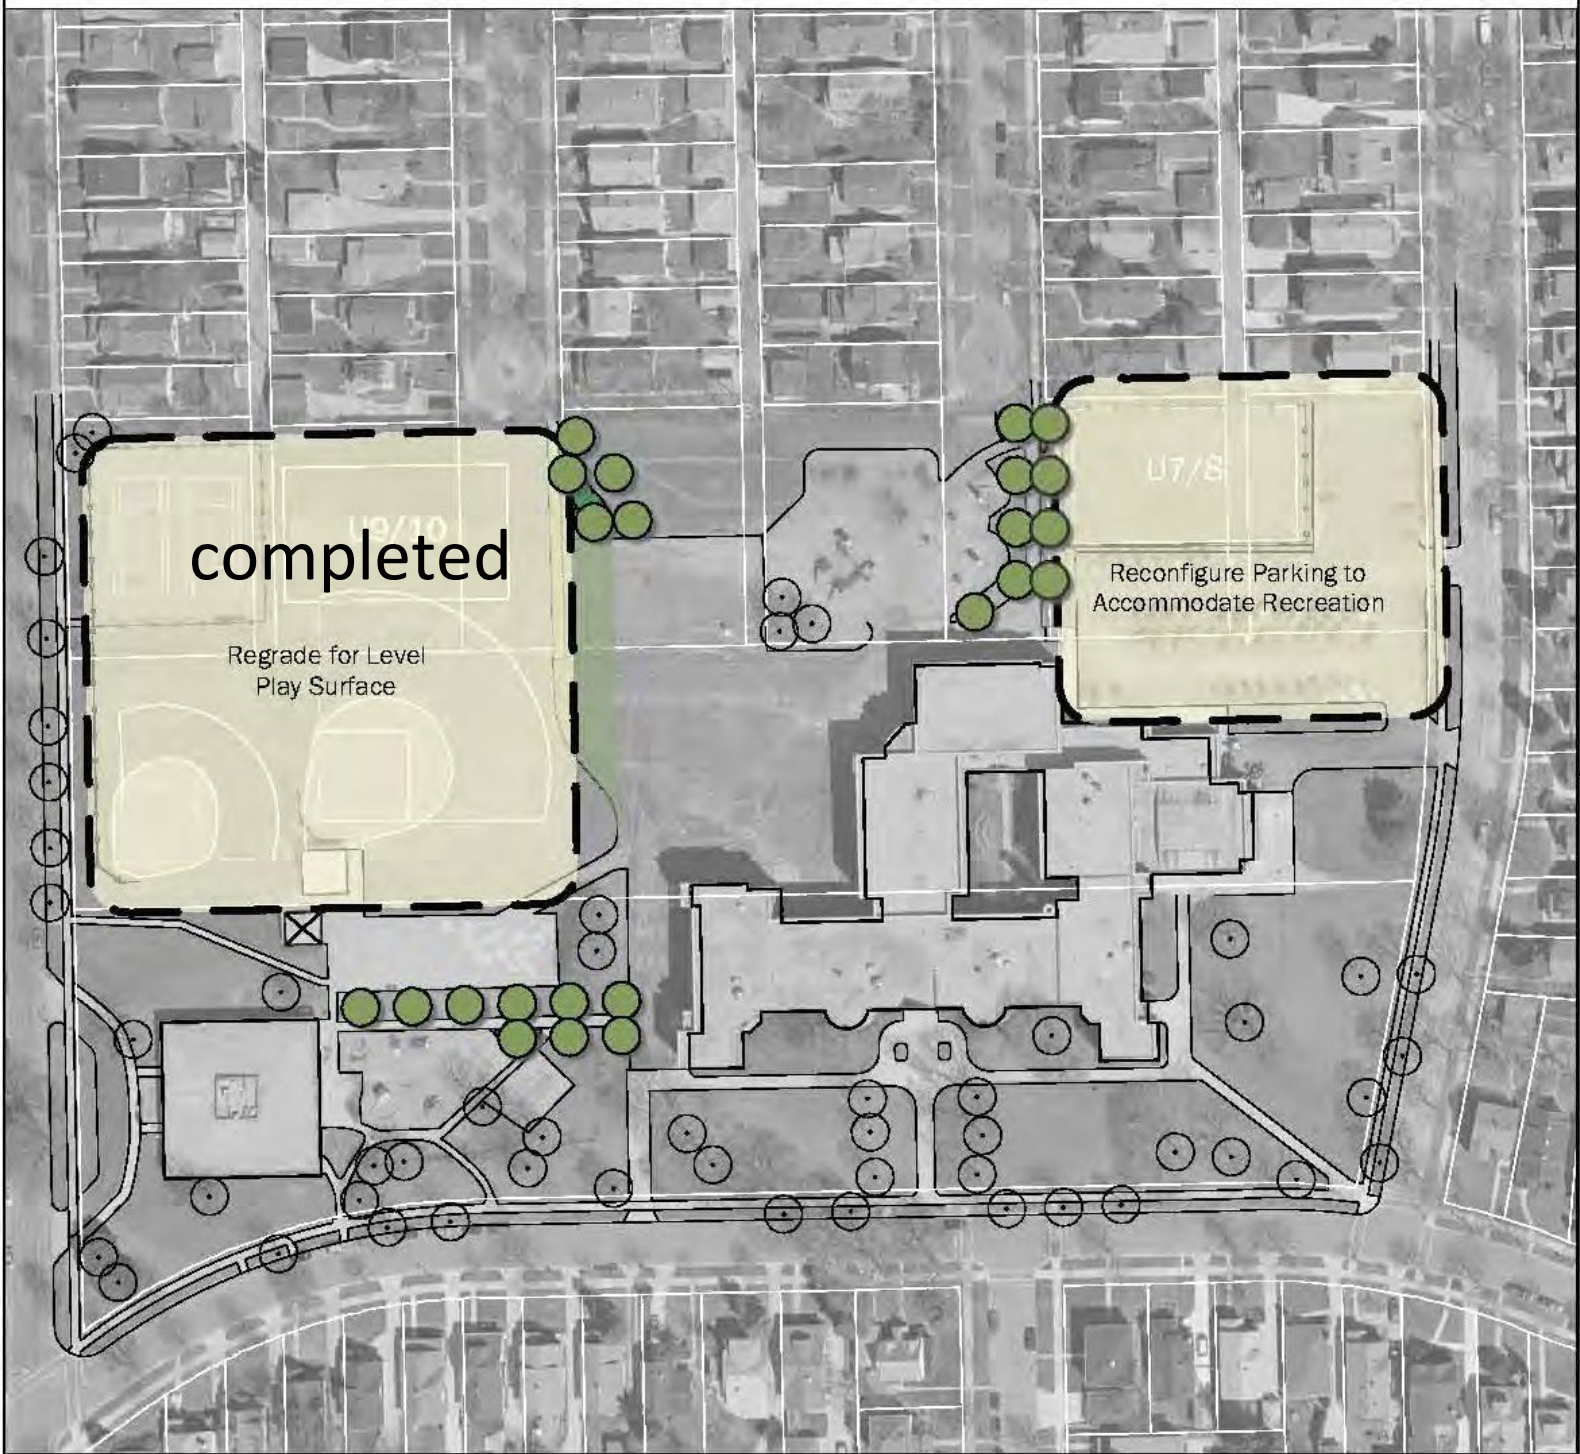 U9/10
completed
Regrade for Level
Play Surface
U7/8
Reconfigure Parking to
Accommodate Recreation